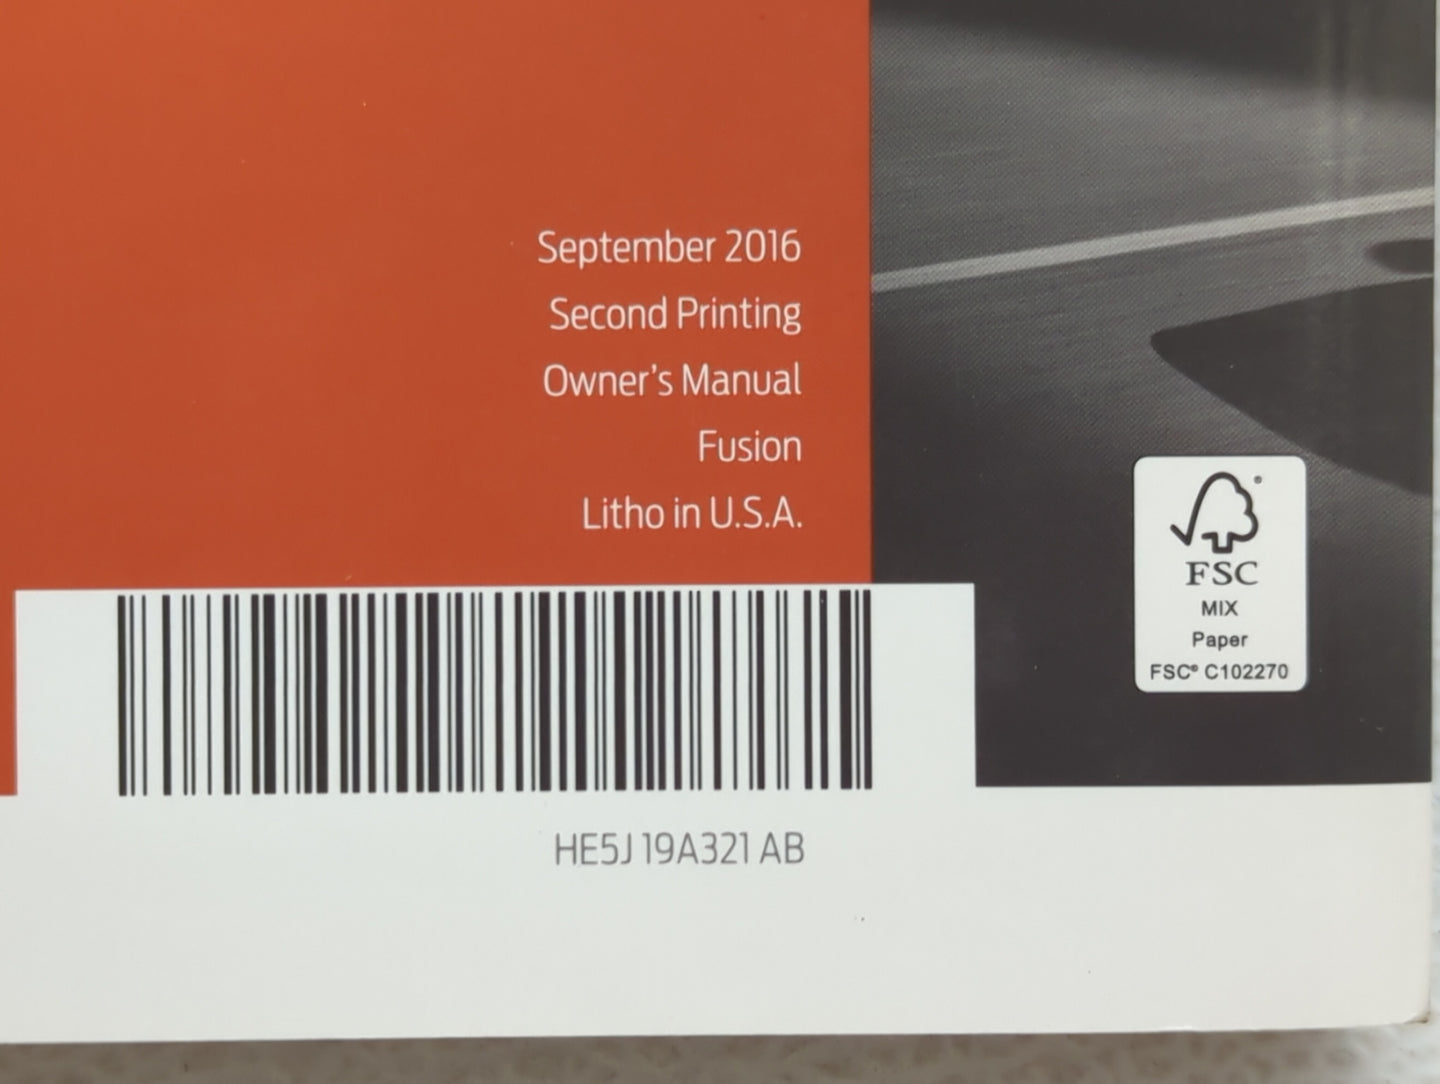 September 2016
Second Printing
Owner's Manual
Fusion
Litho in U.S.A.
FSC
MIX
Paper
FSC® C102270
HE5J 19A321 AB